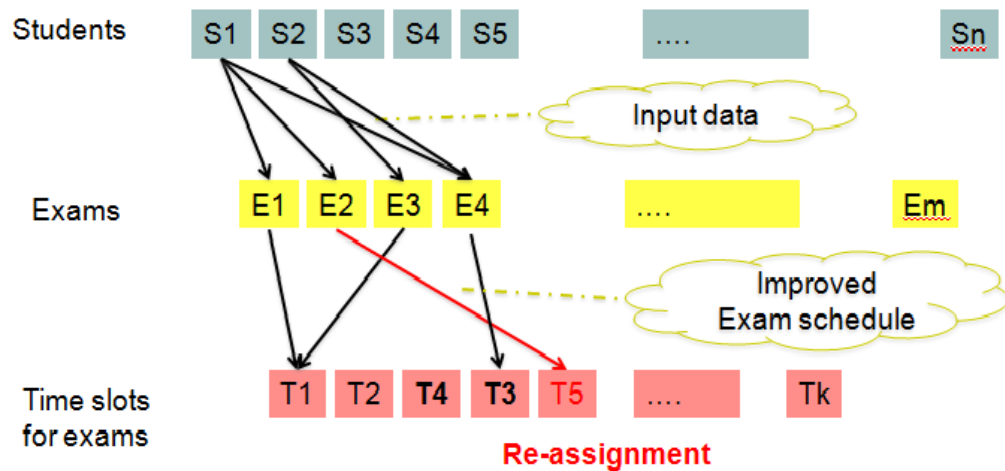 Students S1 S2 S3 S4 S5 .... Sn
Input data
Exams E1 E2 E3 E4 .... Em
Improved
Exam schedule
Time slots
for exams
T1 T2 T4 T3 T5 .... Tk
Re-assignment